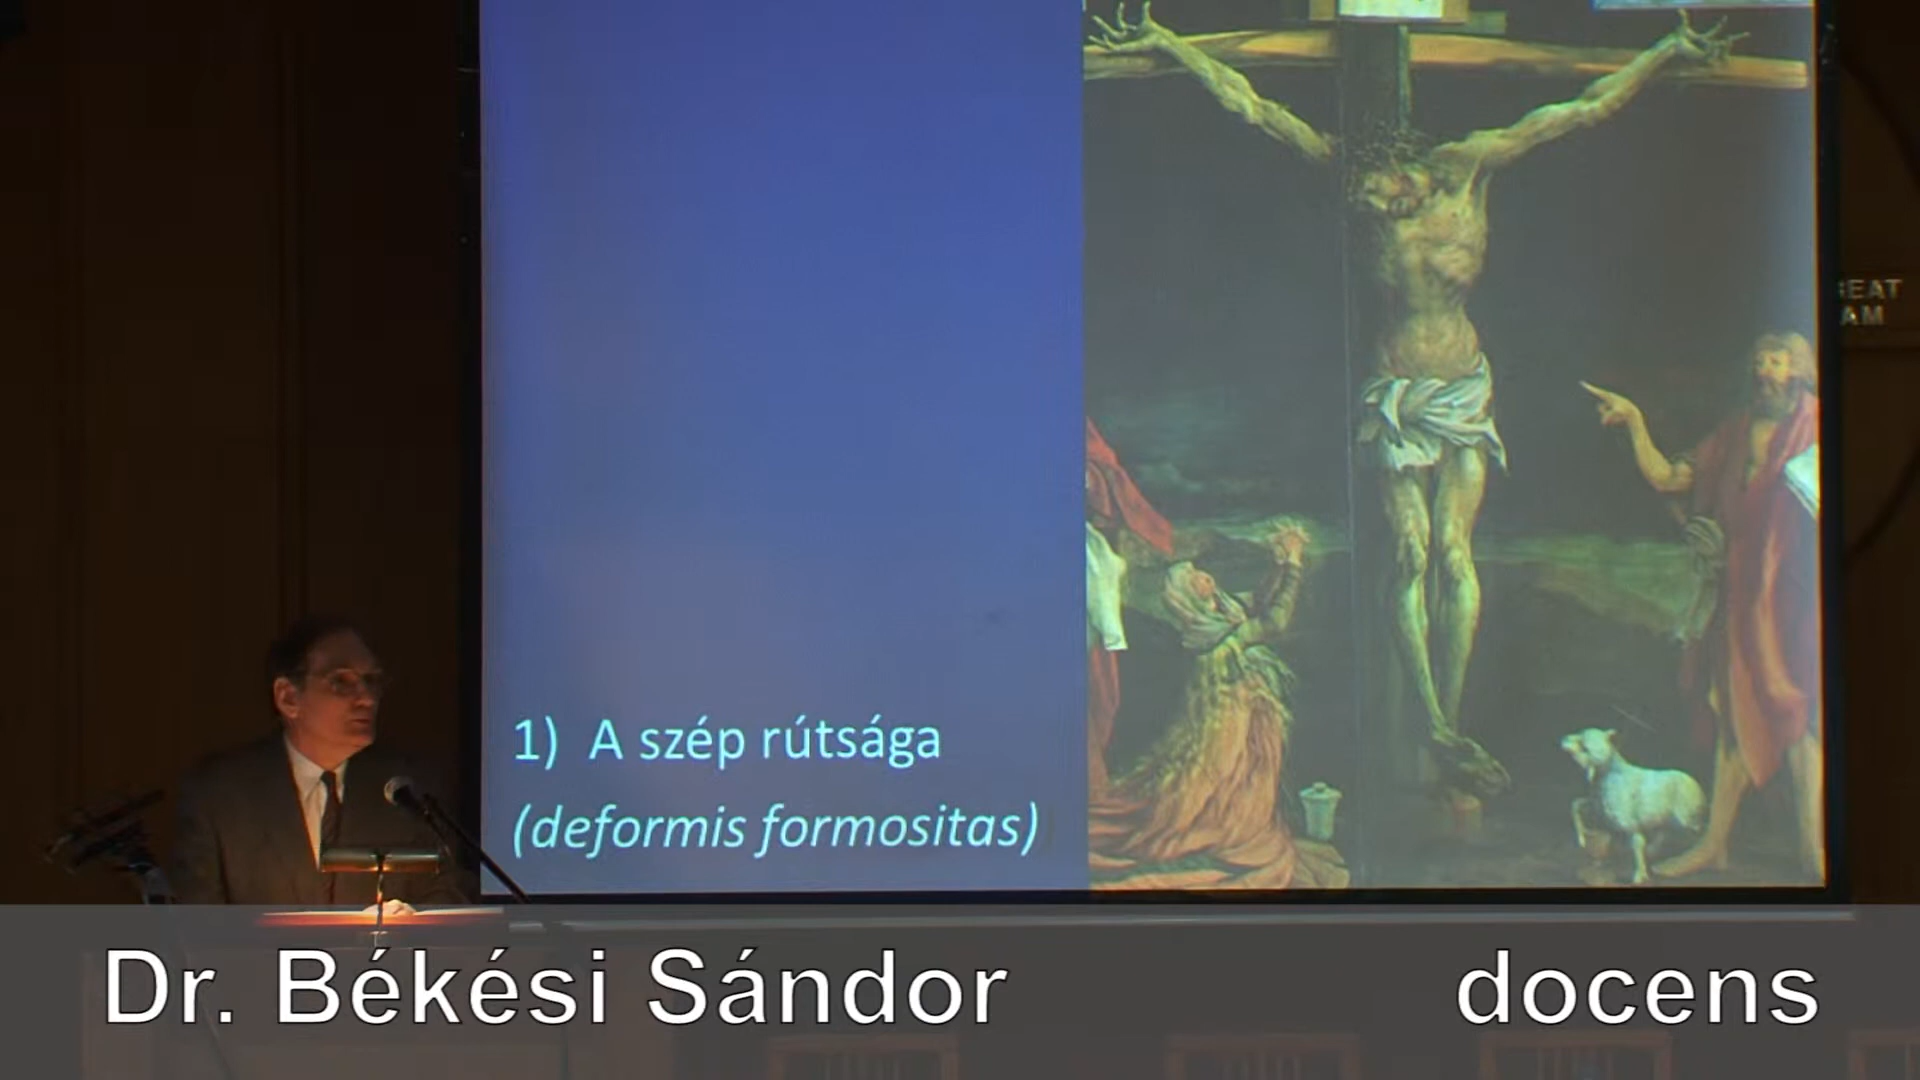 1) A szép rútsága
(deformis formositas)
Dr. Békési Sándor docens